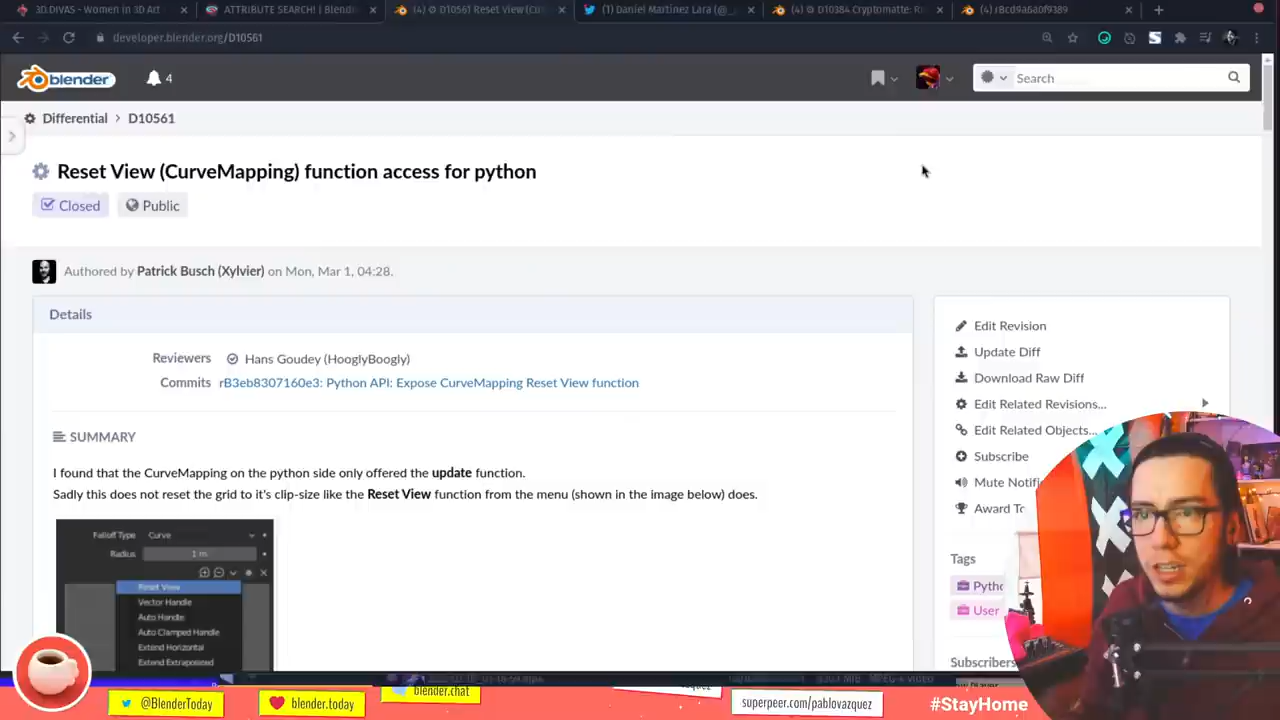 3D.DIVAS - Women in 3D Art
ATTRIBUTE SEARCH! | Blende
(4) ⚙ D10561 Reset View (Cu
(1) Daniel Martinez Lara (@_
(4) ⚙ D10384 Cryptomatte: R
developer.blender.org/D10561
blender
4
Search
Differential > D10561
Reset View (CurveMapping) function access for python
Closed
Public
Authored by Patrick Busch (Xylvier) on Mon, Mar 1, 04:28.
Details
Reviewers Hans Goudey (HooglyBoogly)
Commits rB3eb8307160e3: Python API: Expose CurveMapping Reset View function
SUMMARY
I found that the CurveMapping on the python side only offered the update function.
Sadly this does not reset the grid to it's clip-size like the Reset View function from the menu (shown in the image below) does.
Falloff Type Curve
Radius 1 m
Reset View
Vector Handle
Auto Handle
Auto Clamped Handle
Extend Horizontal
Extend Extrapolated
Edit Revision
Update Diff
Download Raw Diff
Edit Related Revisions...
Edit Related Objects...
Subscribe
Mute Notifi
Award To
Tags
Pytho
User
Subscribers
@BlenderToday
blender.today
blender.chat
superpeer.com/pablovazquez
#StayHome